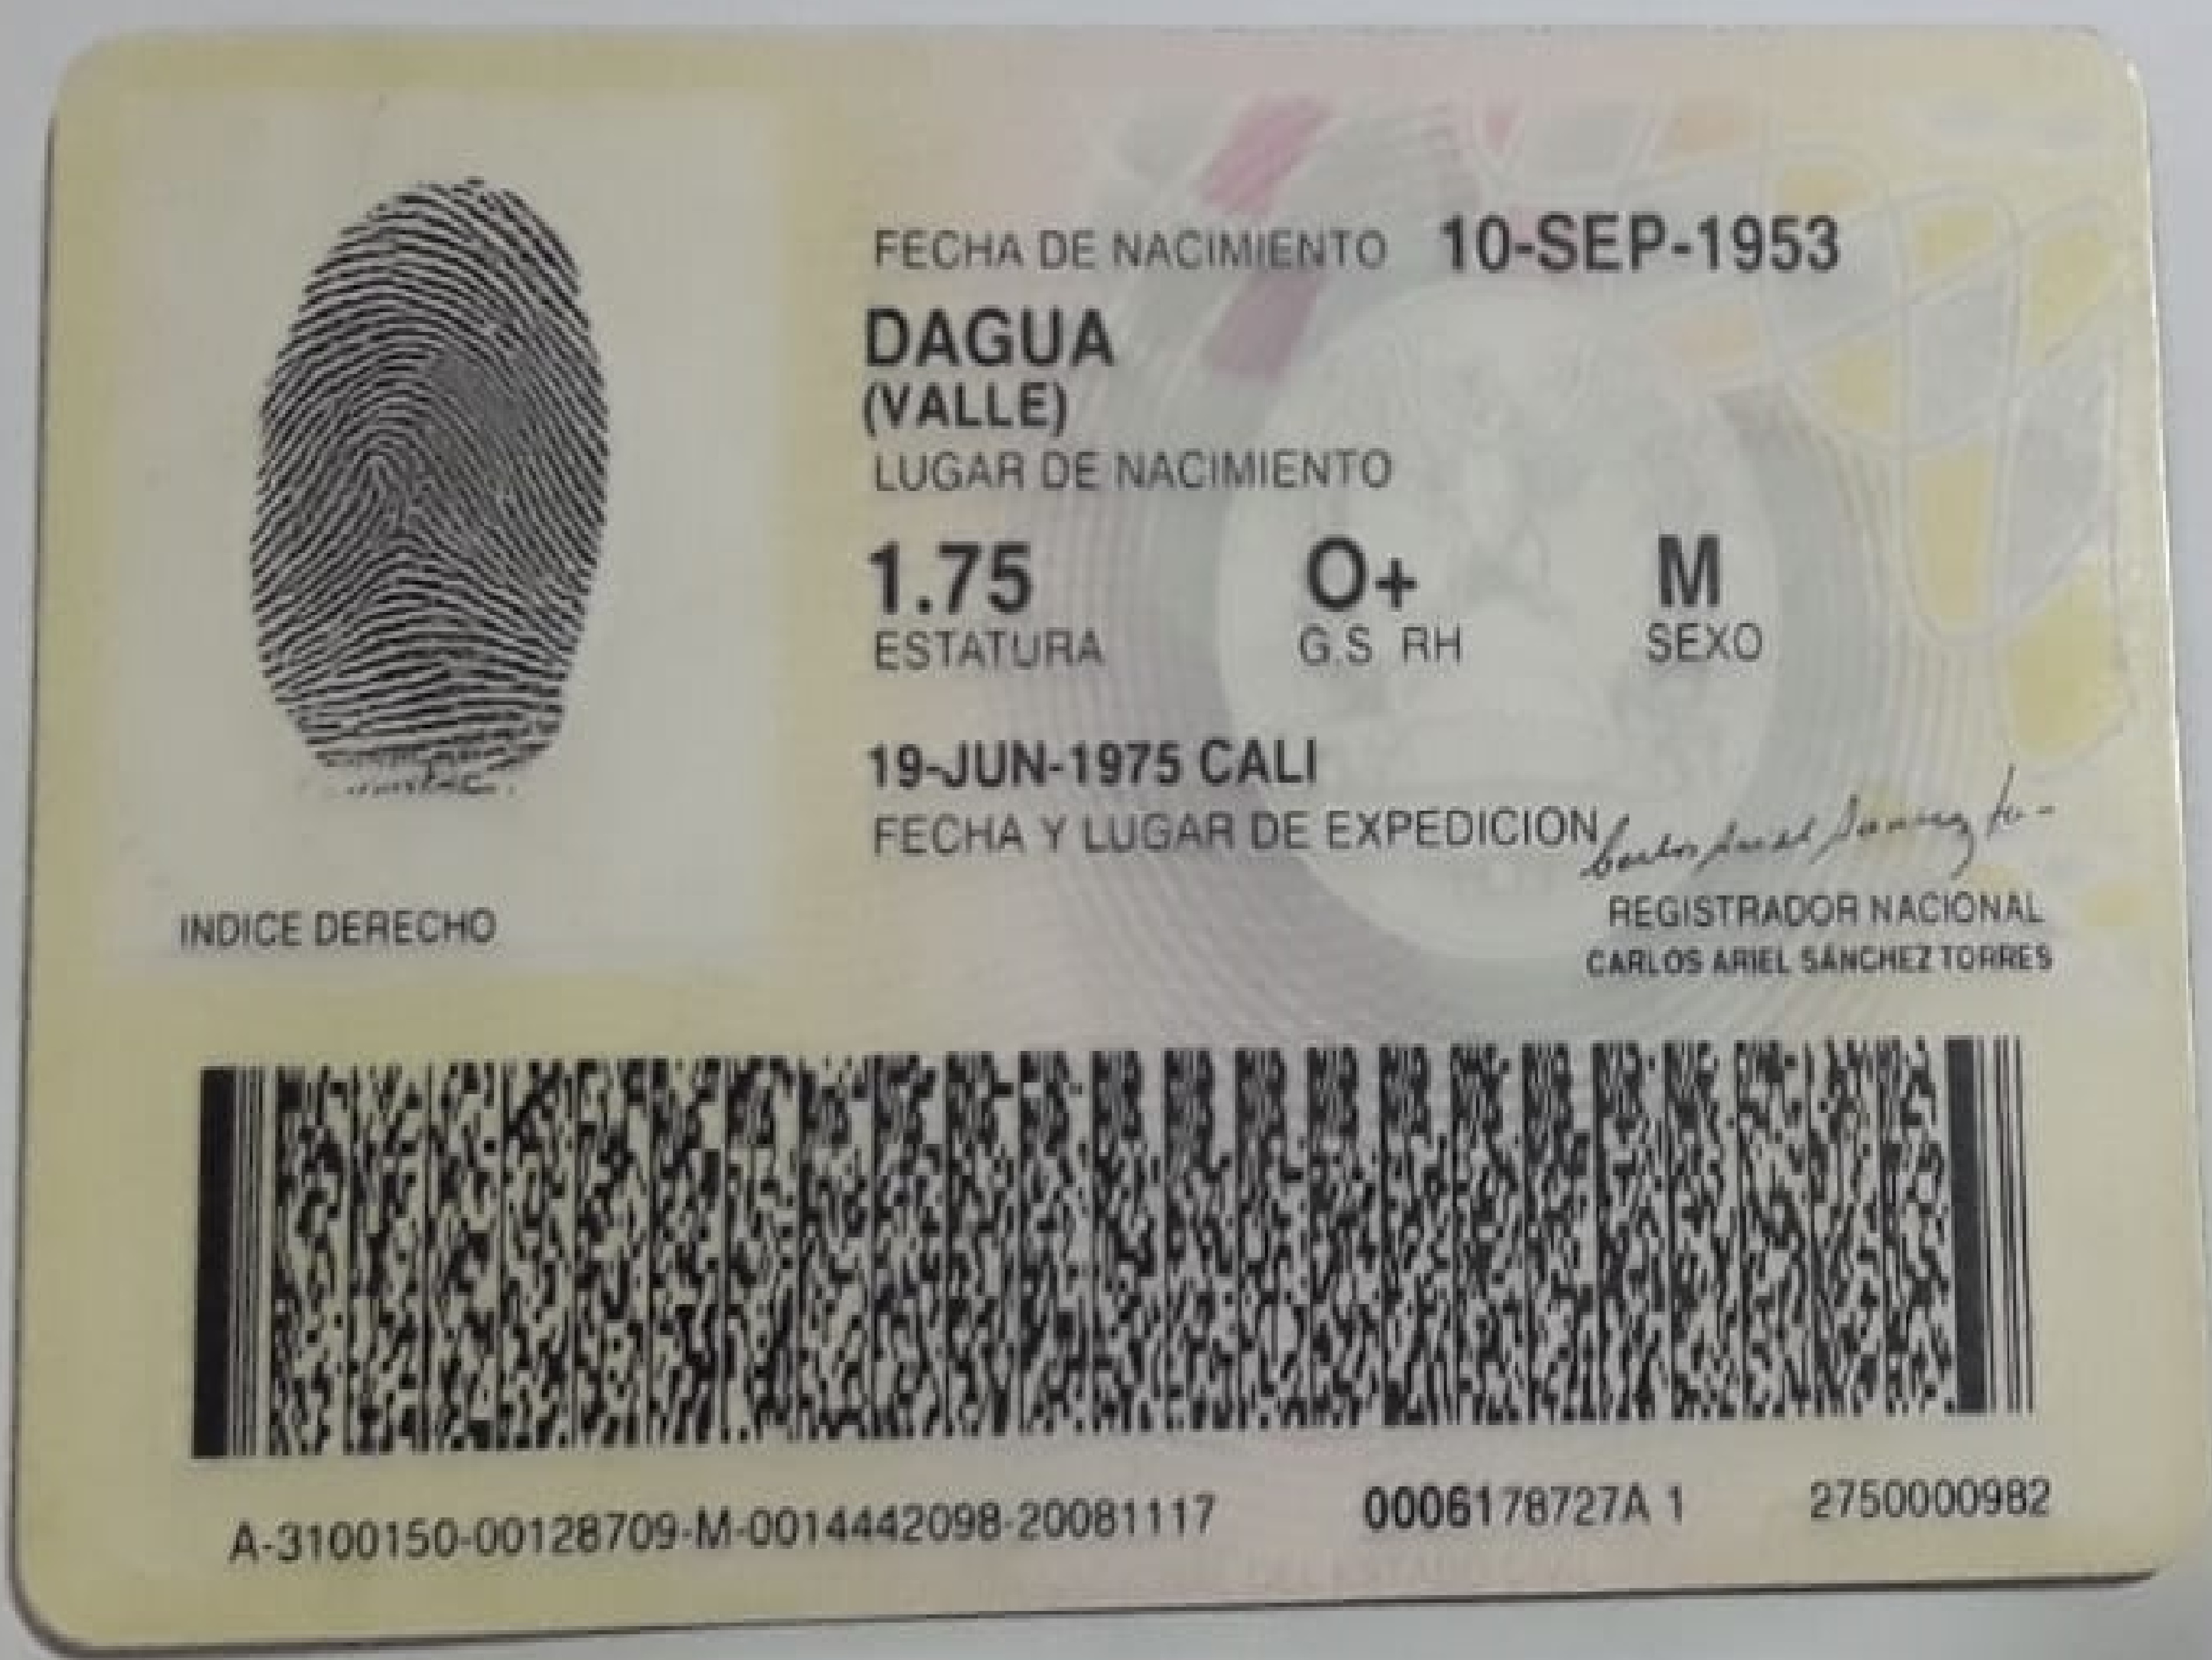 FECHA DE NACIMIENTO 10-SEP-1953
DAGUA
(VALLE)
LUGAR DE NACIMIENTO
1.75 O+ M
ESTATURA G.S RH SEXO
19-JUN-1975 CALI
FECHA Y LUGAR DE EXPEDICION
INDICE DERECHO
REGISTRADOR NACIONAL
CARLOS ARIEL SÁNCHEZ TORRES
A-3100150-00128709-M-0014442098-20081117 0006178727A 1 2750000982